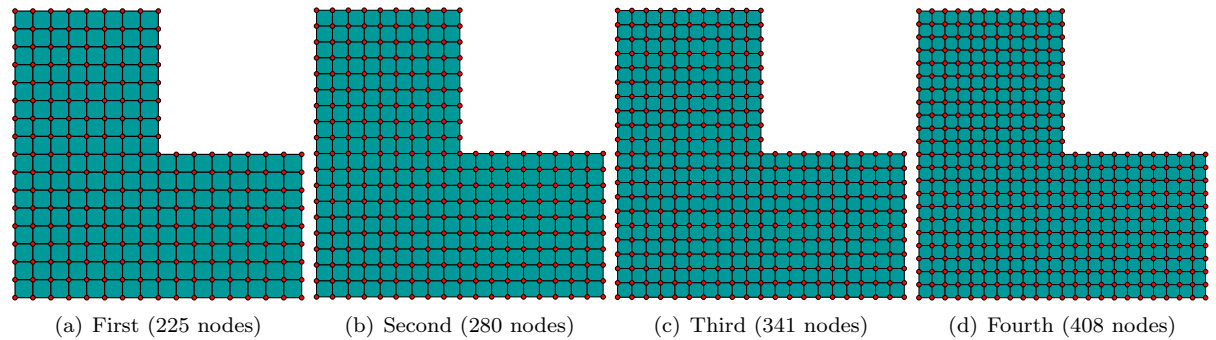 (a) First (225 nodes)
(b) Second (280 nodes)
(c) Third (341 nodes)
(d) Fourth (408 nodes)